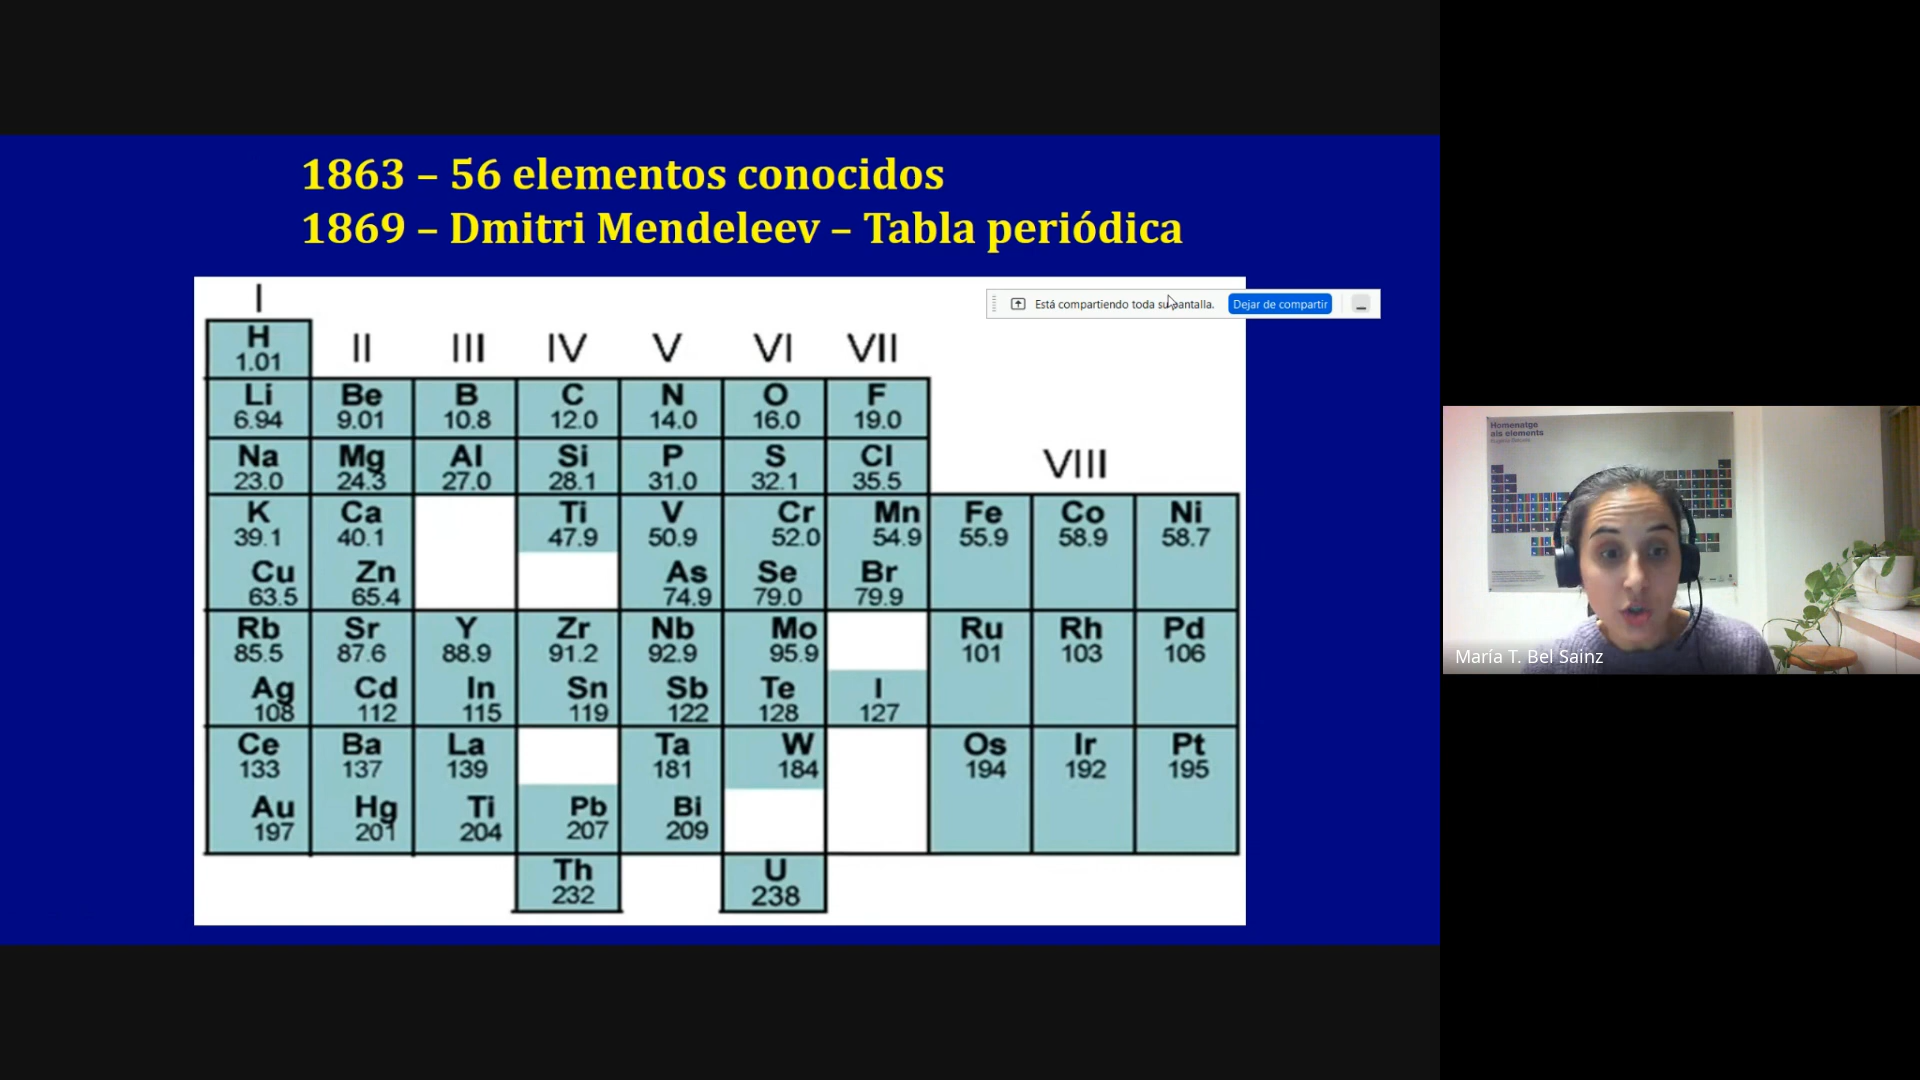 1863 – 56 elementos conocidos
1869 – Dmitri Mendeleev – Tabla periódica
I
II III IV V VI VII
VIII
H
1.01
Li Be B C N O F
6.94 9.01 10.8 12.0 14.0 16.0 19.0
Na Mg Al Si P S Cl
23.0 24.3 27.0 28.1 31.0 32.1 35.5
K Ca Ti V Cr Mn Fe Co Ni
39.1 40.1 47.9 50.9 52.0 54.9 55.9 58.9 58.7
Cu Zn As Se Br
63.5 65.4 74.9 79.0 79.9
Rb Sr Y Zr Nb Mo Ru Rh Pd
85.5 87.6 88.9 91.2 92.9 95.9 101 103 106
Ag Cd In Sn Sb Te I
108 112 115 119 122 128 127
Ce Ba La Ta W Os Ir Pt
133 137 139 181 184 194 192 195
Au Hg Ti Pb Bi
197 201 204 207 209
Th U
232 238
Está compartiendo toda su pantalla.
Dejar de compartir
Homenatge
als elements
María T. Bel Sainz